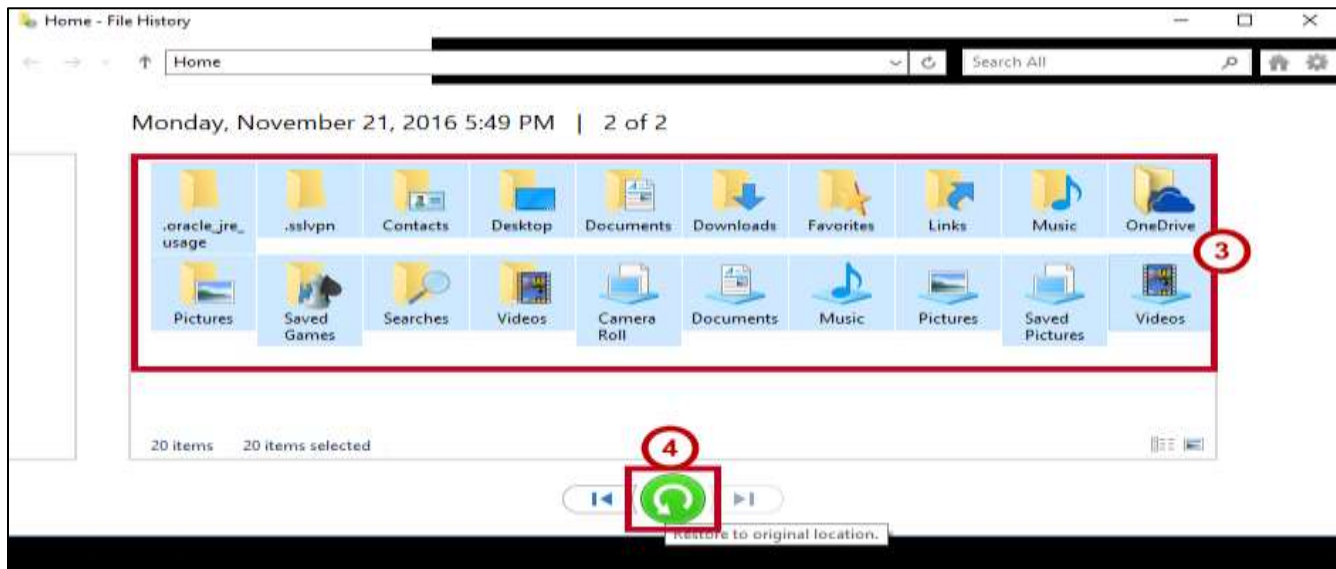 Home - File History
Home
Search All
Monday, November 21, 2016 5:49 PM | 2 of 2
.oracle_jre_usage
.sslvpn
Contacts
Desktop
Documents
Downloads
Favorites
Links
Music
OneDrive
3
Pictures
Saved Games
Searches
Videos
Camera Roll
Documents
Music
Pictures
Saved Pictures
Videos
20 items 20 items selected
4
Restore to original location.